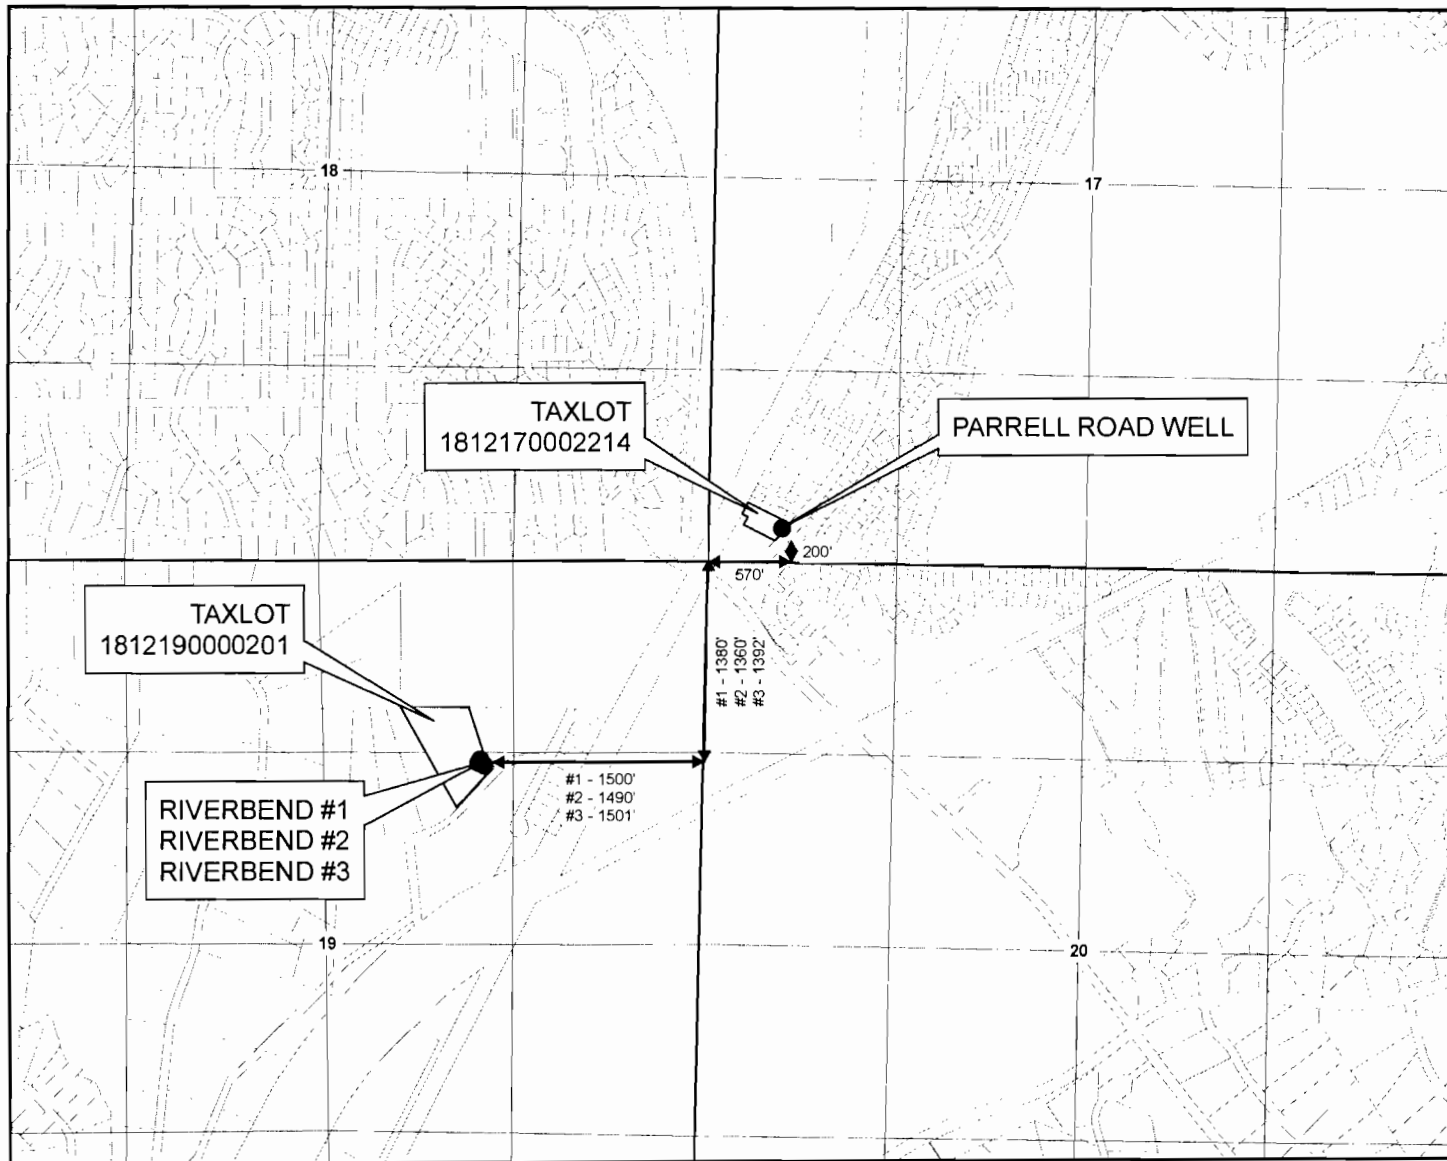 18
17
TAXLOT
1812170002214
PARRELL ROAD WELL
200'
570'
TAXLOT
1812190000201
#1 - 1380'
#2 - 1360'
#3 - 1392'
#1 - 1500'
#2 - 1490'
#3 - 1501'
RIVERBEND #1
RIVERBEND #2
RIVERBEND #3
19
20